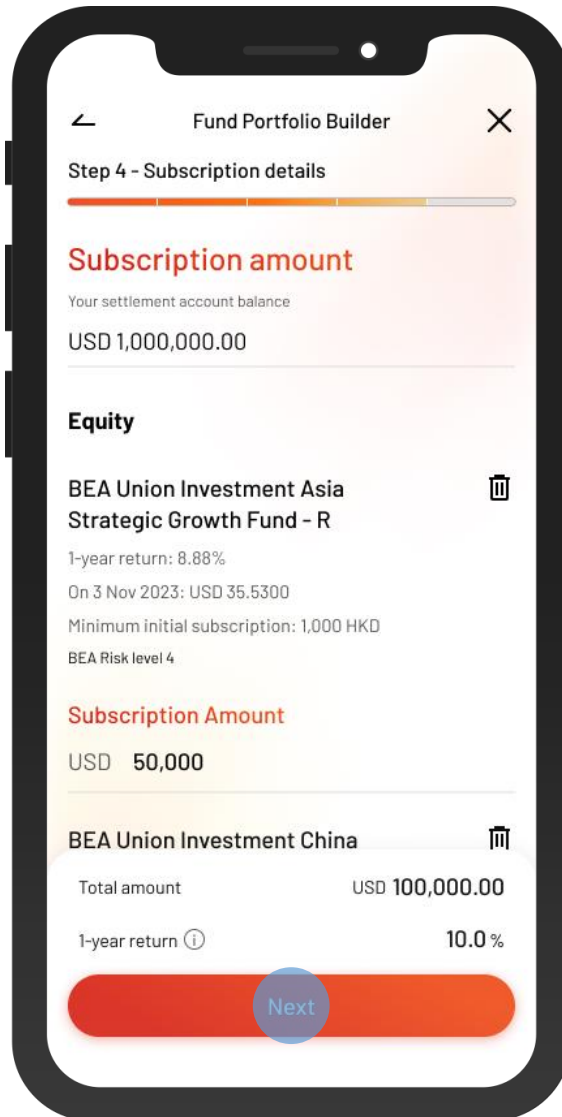 Fund Portfolio Builder
Step 4 - Subscription details
Subscription amount
Your settlement account balance
USD 1,000,000.00
Equity
BEA Union Investment Asia
Strategic Growth Fund - R
1-year return: 8.88%
On 3 Nov 2023: USD 35.5300
Minimum initial subscription: 1,000 HKD
BEA Risk level 4
Subscription Amount
USD 50,000
BEA Union Investment China
Total amount USD 100,000.00
1-year return i 10.0 %
Next